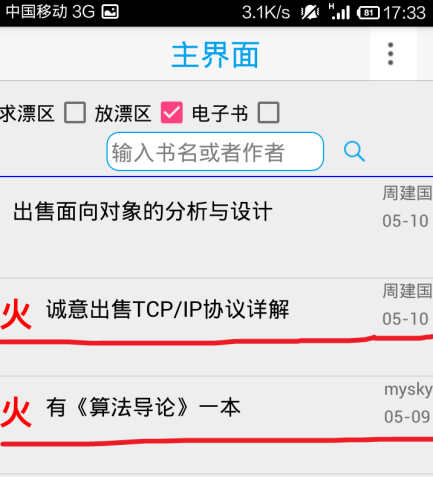 中国移动 3G 3.1K/s H 81 17:33
主界面
求漂区 放漂区 电子书
输入书名或者作者
周建国
出售面向对象的分析与设计
05-10
周建国
火 诚意出售TCP/IP协议详解
05-10
mysky
火 有《算法导论》一本
05-09